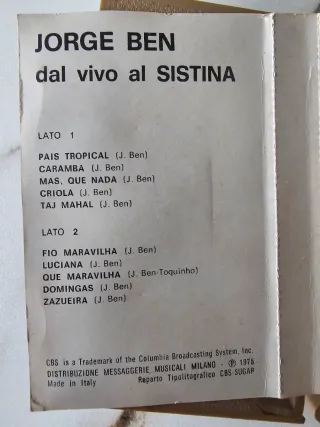 JORGE BEN
dal vivo al SISTINA
LATO 1
PAIS TROPICAL (J. Ben)
CARAMBA (J. Ben)
MAS, QUE NADA (J. Ben)
CRIOLA (J. Ben)
TAJ MAHAL (J. Ben)
LATO 2
FIO MARAVILHA (J. Ben)
LUCIANA (J. Ben)
QUE MARAVILHA (J. Ben-Toquinho)
DOMINGAS (J. Ben)
ZAZUEIRA (J. Ben)
CBS is a Trademark of the Columbia Broadcasting System, Inc.
DISTRIBUZIONE MESSAGGERIE MUSICALI MILANO - Ⓟ 1975
Made in Italy Reparto Tipolitografico CBS-SUGAR